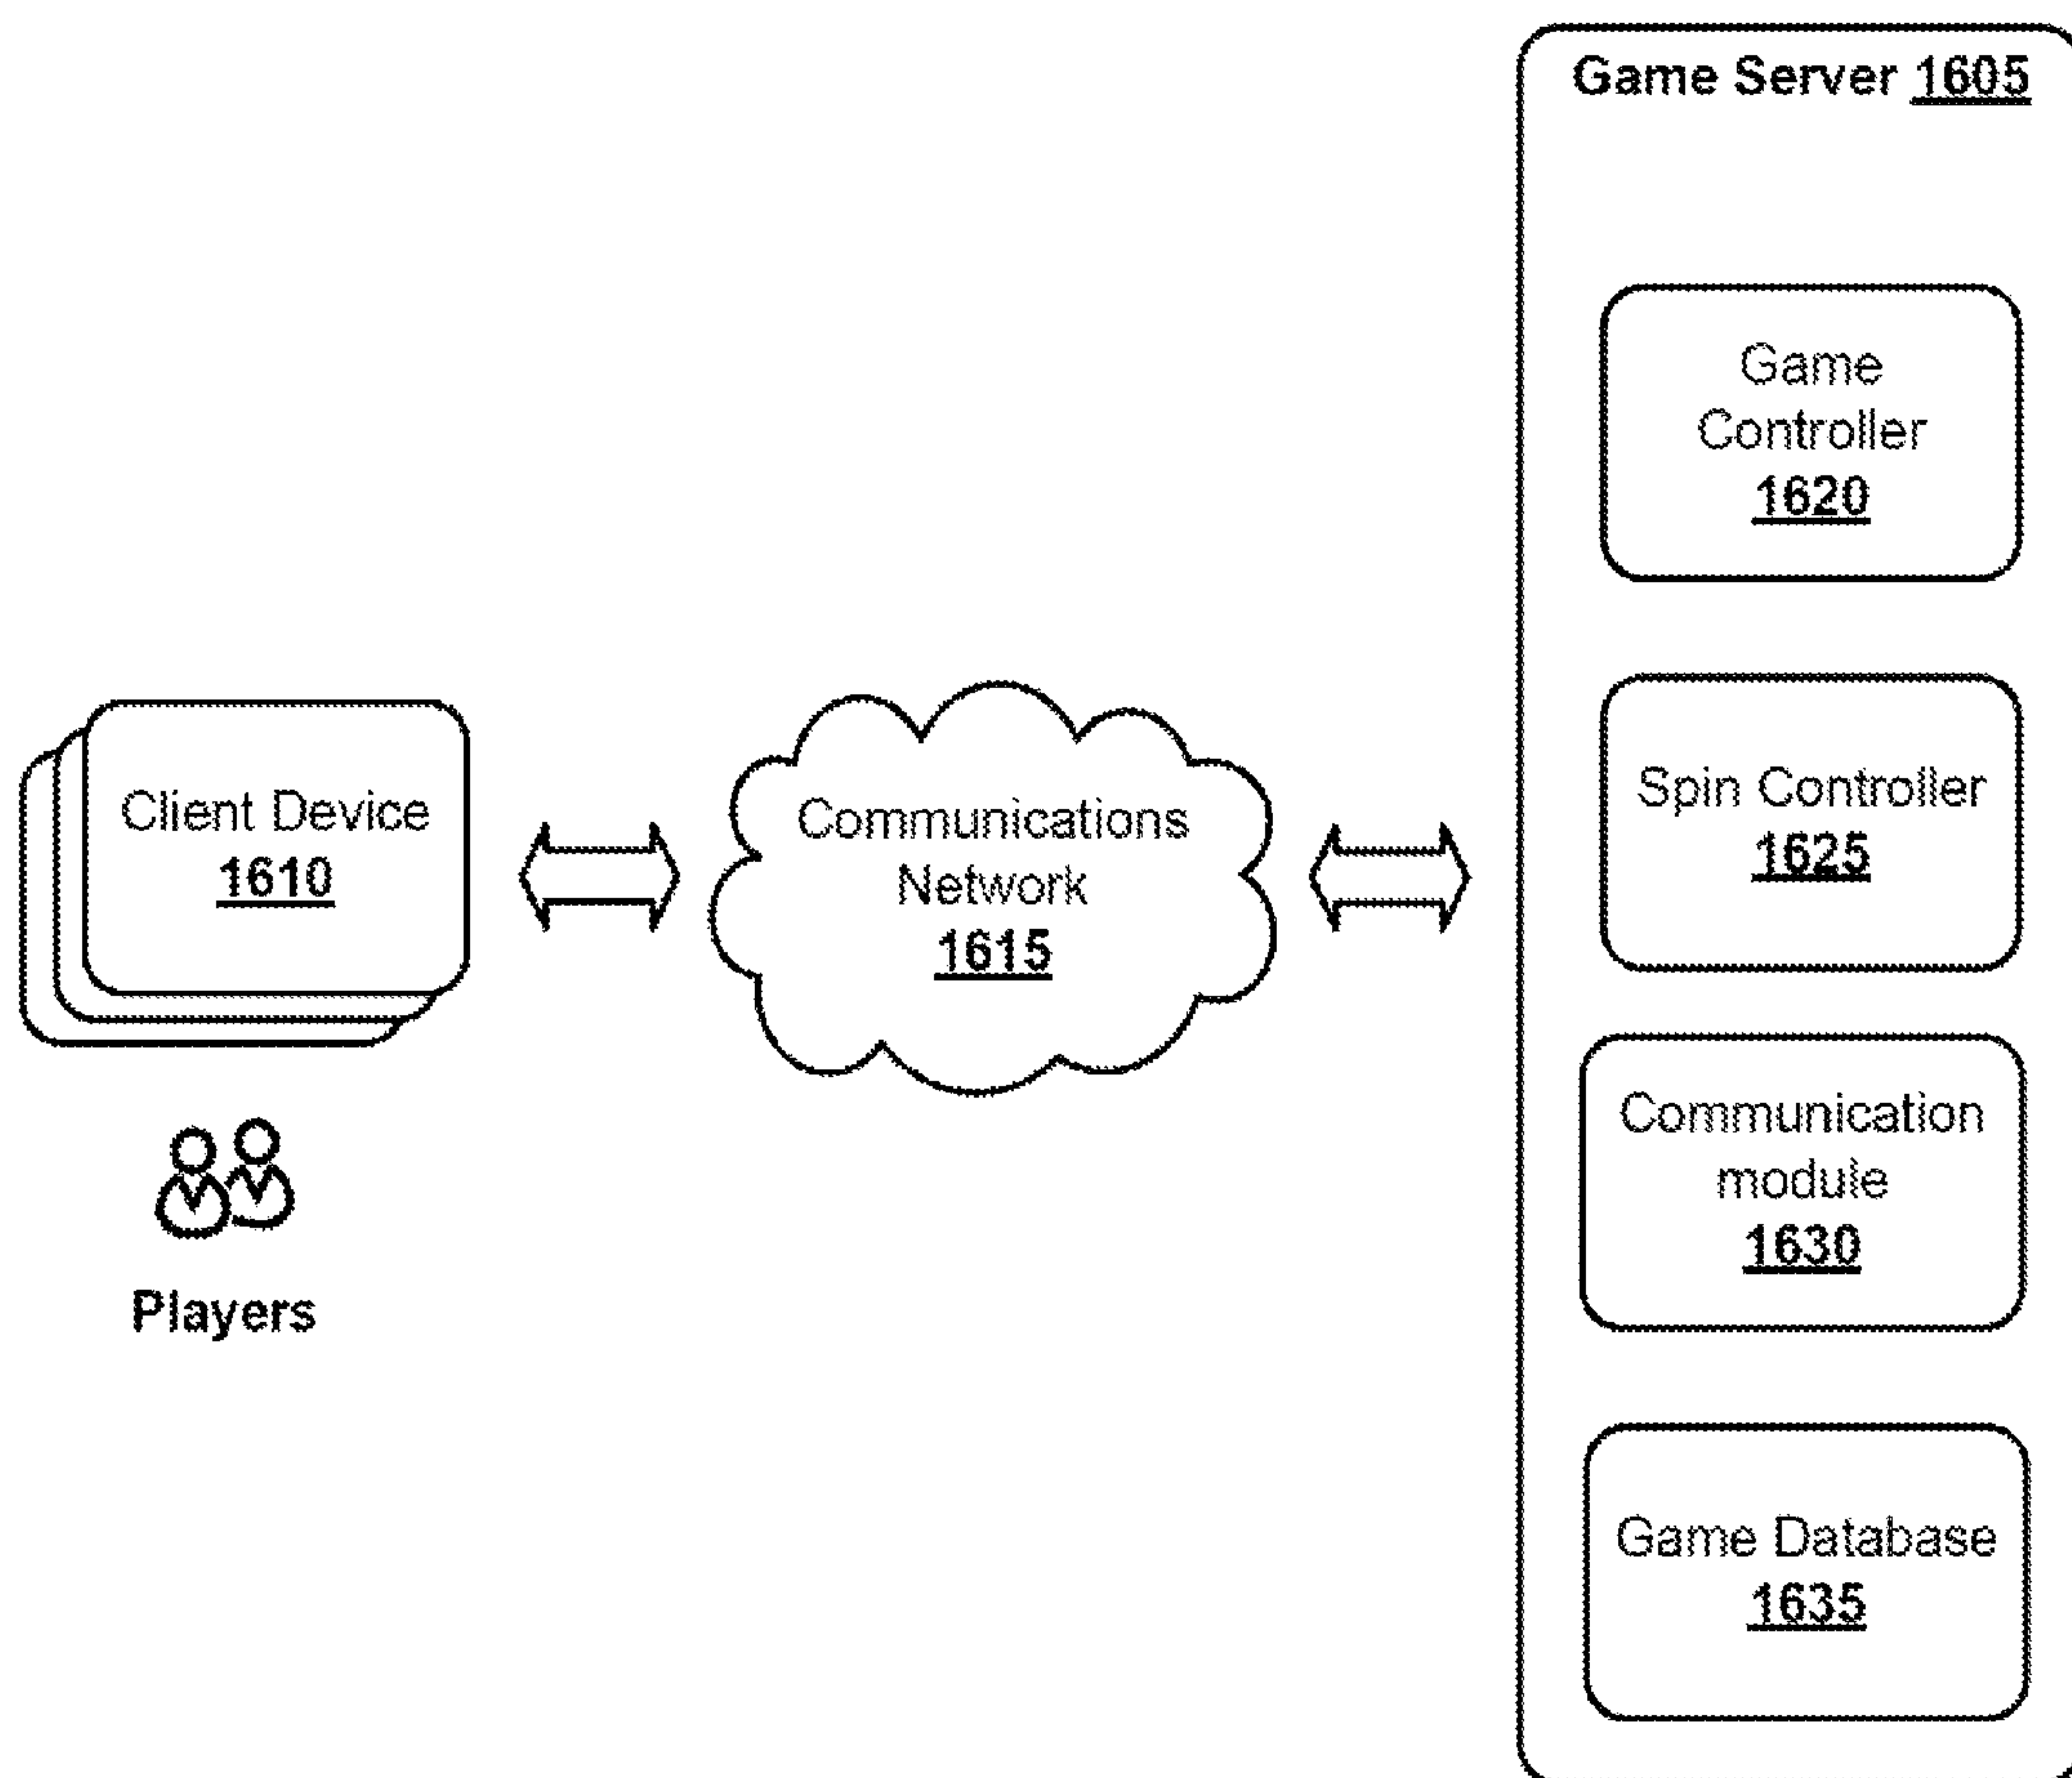 Game Server 1605
Game
Controller
1620
Spin Controller
1625
Communication
module
1630
Game Database
1635
Client Device
1610
Communications
Network
1615
Players